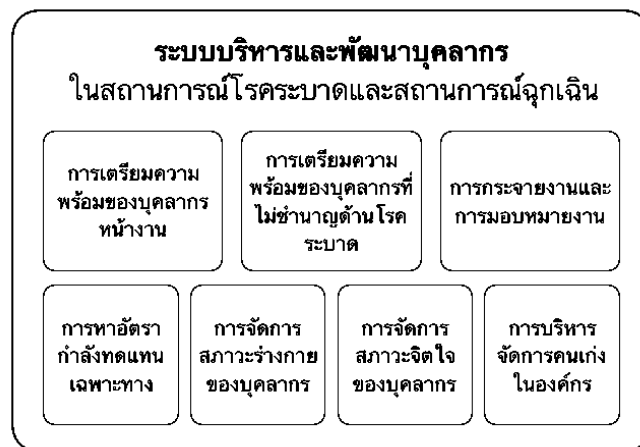 ระบบบริหารและพัฒนาบุคลากร
ในสถานการณ์โรคระบาดและสถานการณ์ฉุกเฉิน
การเตรียมความ
พร้อมของบุคลากร
หน้างาน
การเตรียมความ
พร้อมของบุคลากรที่
ไม่ชำนาญด้านโรค
ระบาด
การกระจายงานและ
การมอบหมายงาน
การหาอัตรา
กำลังทดแทน
เฉพาะทาง
การจัดการ
สภาวะร่างกาย
ของบุคลากร
การจัดการ
สภาวะจิตใจ
ของบุคลากร
การบริหาร
จัดการคนเก่ง
ในองค์กร